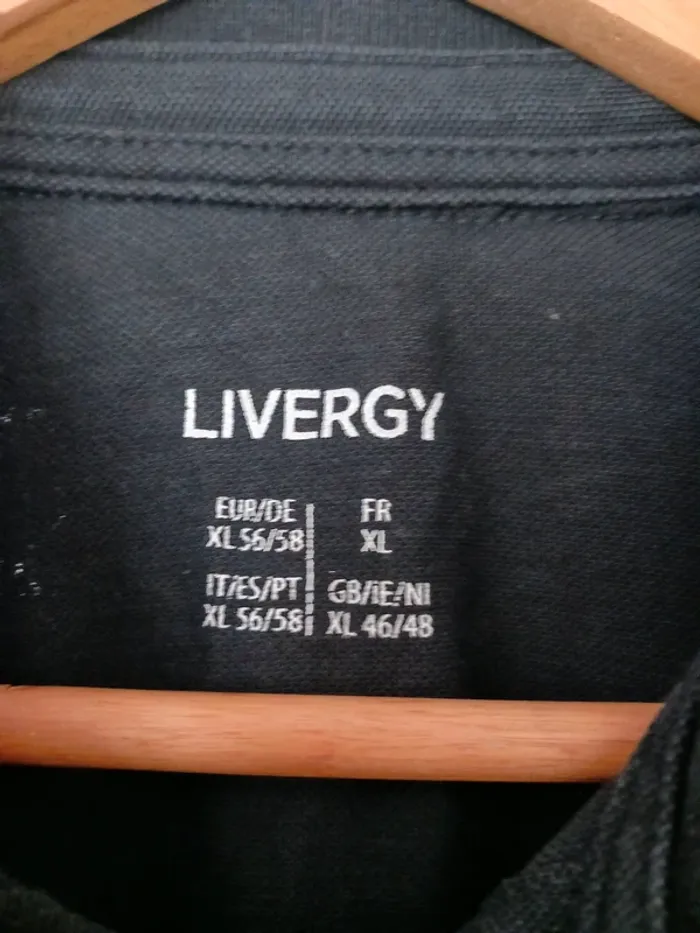 LIVERGY
EUR/DE FR
XL 56/58 XL
IT/ES/PT GB/IE/NI
XL 56/58 XL 46/48